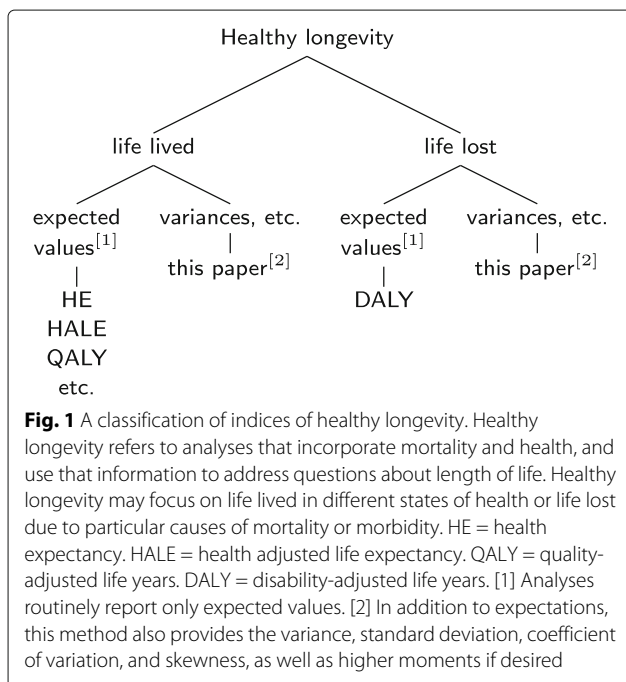 Healthy longevity
life lived
life lost
expected values[1]
variances, etc.
expected values[1]
variances, etc.
this paper[2]
this paper[2]
HE
HALE
QALY
etc.
DALY
Fig. 1 A classification of indices of healthy longevity. Healthy
longevity refers to analyses that incorporate mortality and health, and
use that information to address questions about length of life. Healthy
longevity may focus on life lived in different states of health or life lost
due to particular causes of mortality or morbidity. HE = health
expectancy. HALE = health adjusted life expectancy. QALY = quality-
adjusted life years. DALY = disability-adjusted life years. [1] Analyses
routinely report only expected values. [2] In addition to expectations,
this method also provides the variance, standard deviation, coefficient
of variation, and skewness, as well as higher moments if desired